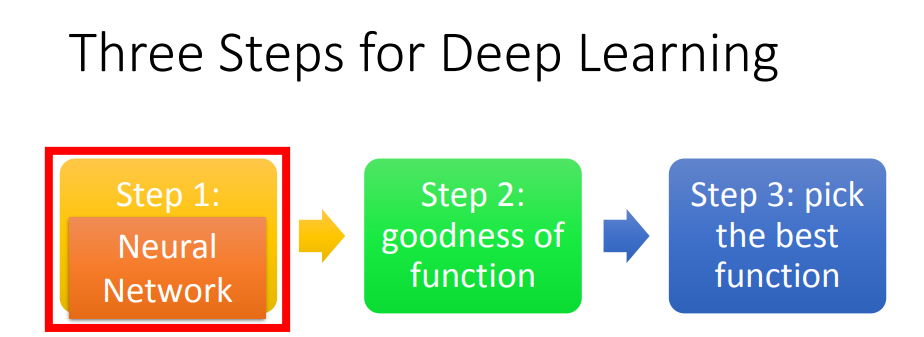 Three Steps for Deep Learning
Step 1:
Neural
Network
Step 2:
goodness of
function
Step 3: pick
the best
function